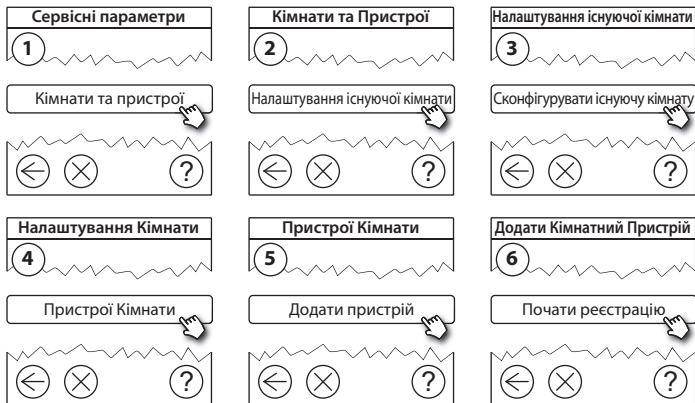 Сервісні параметри
1
Кімнати та пристрої
?
Кімнати та Пристрої
2
Налаштування існуючої кімнати
?
Налаштування існуючої кімнати
3
Сконфігурувати існуючу кімнату
?
Налаштування Кімнати
4
Пристрої Кімнати
?
Пристрої Кімнати
5
Додати пристрій
?
Додати Кімнатний Пристрій
6
Почати реєстрацію
?